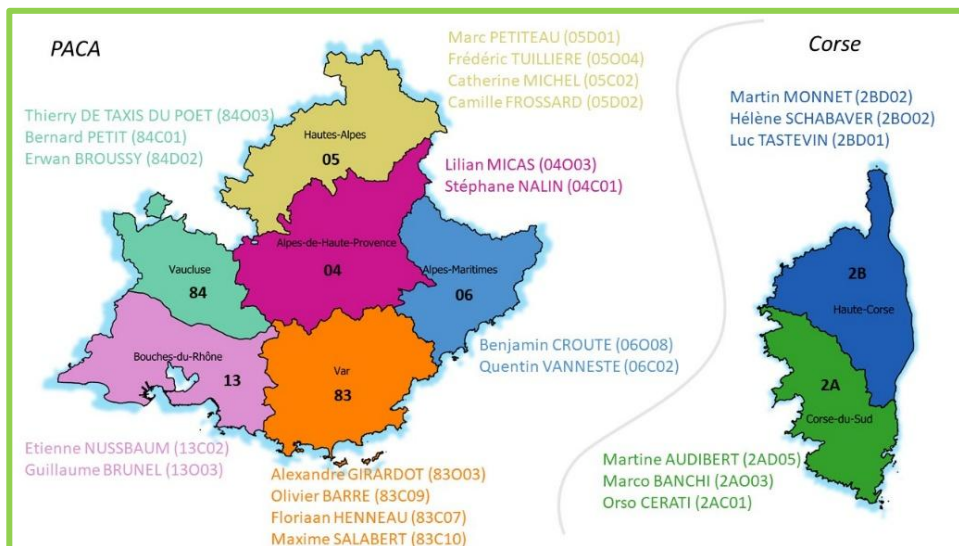 PACA
Marc PETITEAU (05D01)
Frédéric TUILLIERE (05O04)
Catherine MICHEL (05C02)
Camille FROSSARD (05D02)
Thierry DE TAXIS DU POET (84O03)
Bernard PETIT (84C01)
Erwan BROUSSY (84D02)
Hautes-Alpes
05
Lilian MICAS (04O03)
Stéphane NALIN (04C01)
Alpes-de-Haute-Provence
04
Vaucluse
84
Alpes-Maritimes
06
Bouches-du-Rhône
13
Var
83
Benjamin CROUTE (06O08)
Quentin VANNESTE (06C02)
Etienne NUSSBAUM (13C02)
Guillaume BRUNEL (13O03)
Alexandre GIRARDOT (83O03)
Olivier BARRE (83C09)
Floriaan HENNEAU (83C07)
Maxime SALABERT (83C10)
Corse
Martin MONNET (2BD02)
Hélène SCHABAVER (2BO02)
Luc TASTEVIN (2BD01)
2B
Haute-Corse
2A
Corse-du-Sud
Martine AUDIBERT (2AD05)
Marco BANCHI (2AO03)
Orso CERATI (2AC01)